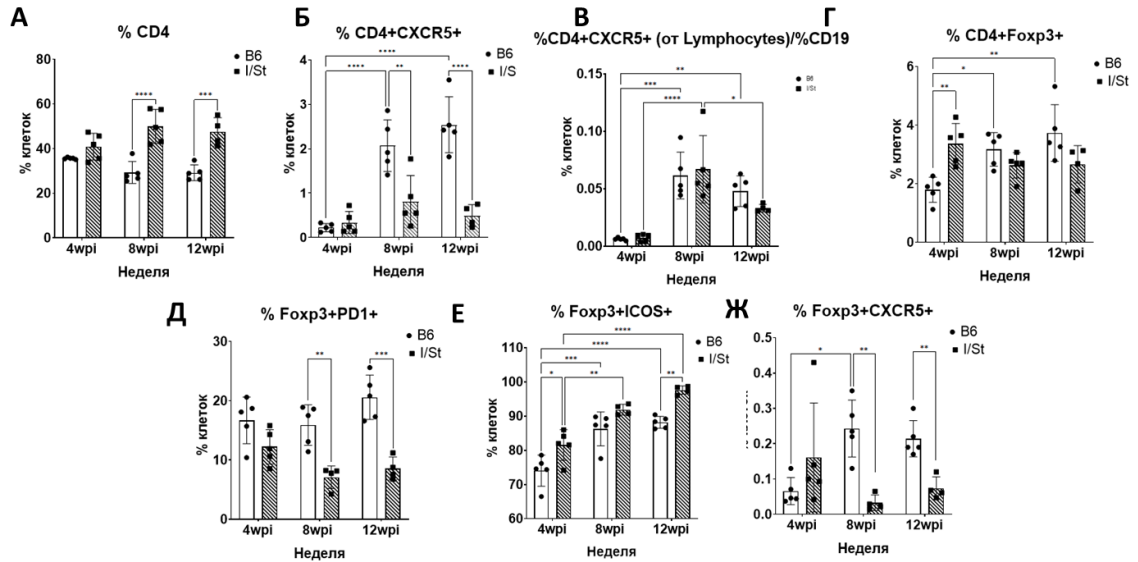 А
% CD4
B6
I/St
****
***
% клеток
80
60
40
20
0
4wpi 8wpi 12wpi
Неделя
Б
% CD4+CXCR5+
B6
I/S
****
**** ** ****
% клеток
6
4
2
0
4wpi 8wpi 12wpi
Неделя
В
%CD4+CXCR5+ (от Lymphocytes)/%CD19
B6
I/St
**
***
**** *
% клеток
0.15
0.10
0.05
0.00
4wpi 8wpi 12wpi
Неделя
Г
% CD4+Foxp3+
B6
I/St
**
*
**
% клеток
6
4
2
0
4wpi 8wpi 12wpi
Неделя
Д
% Foxp3+PD1+
B6
I/St
** ***
% клеток
30
20
10
0
4wpi 8wpi 12wpi
Неделя
Е
% Foxp3+ICOS+
B6
I/St
****
****
***
* ** **
% клеток
110
100
90
80
70
60
4wpi 8wpi 12wpi
Неделя
Ж
% Foxp3+CXCR5+
B6
I/St
* ** **
0.5
0.4
0.3
0.2
0.1
0.0
4wpi 8wpi 12wpi
Неделя